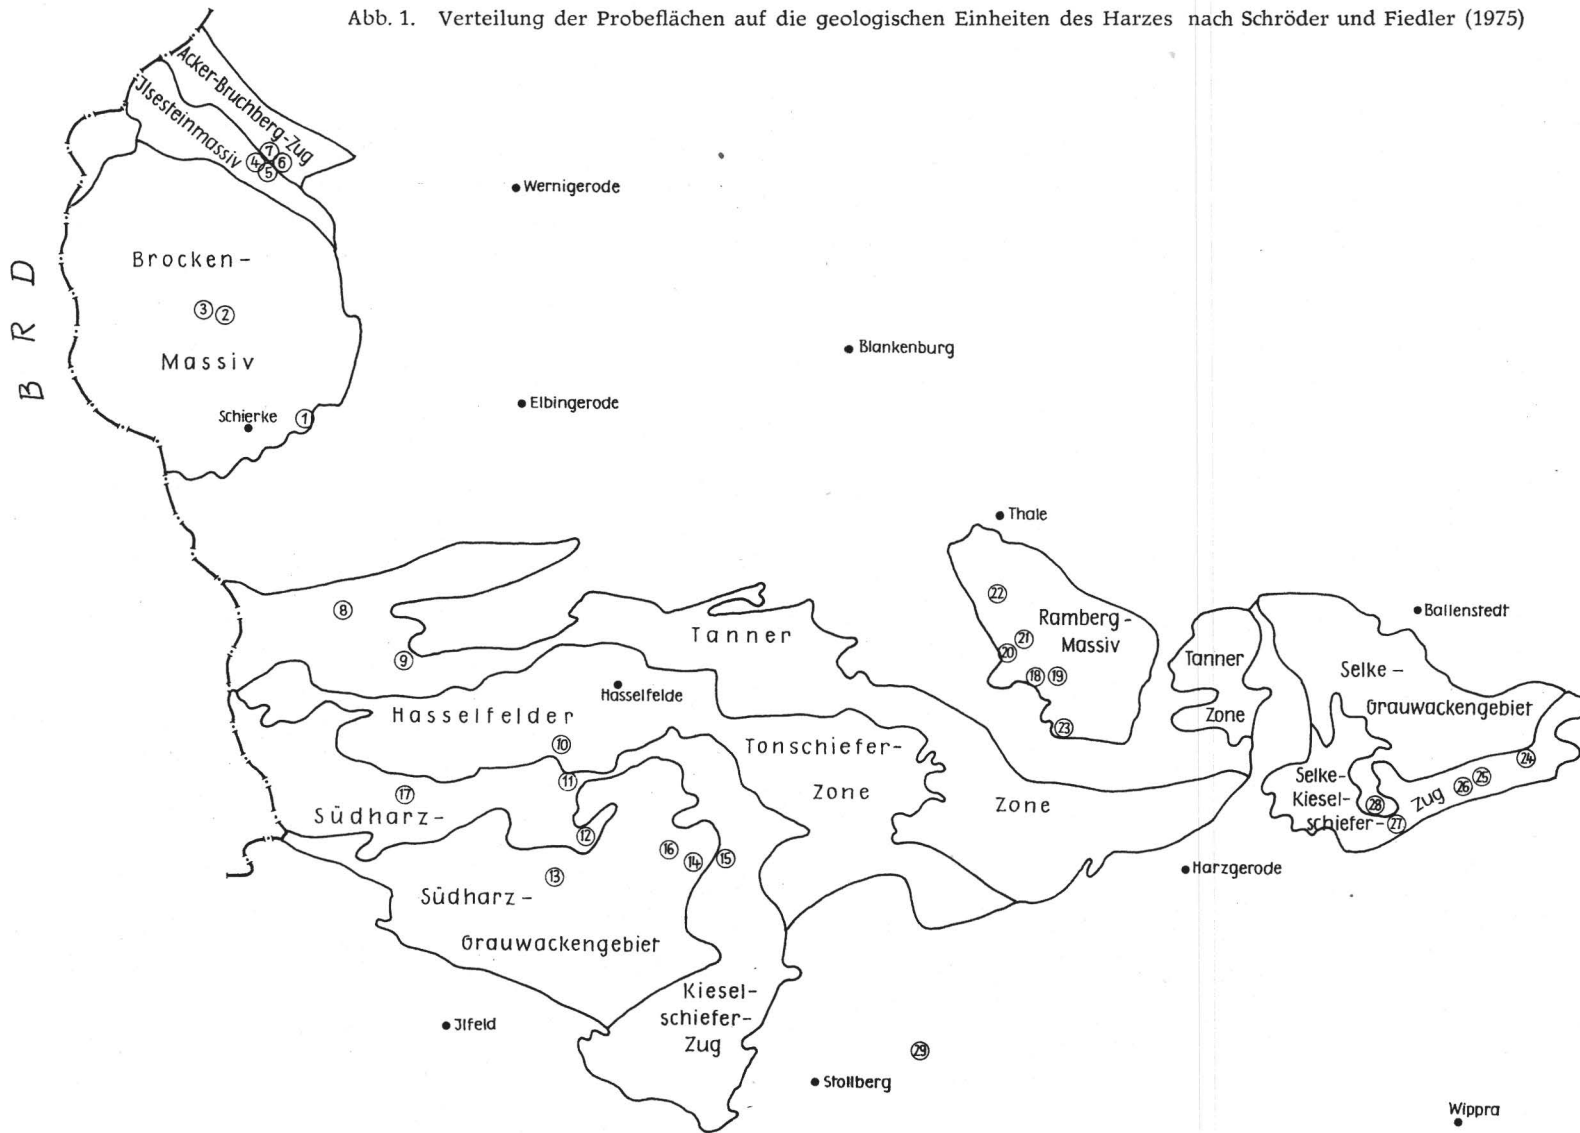 Abb. 1. Verteilung der Probeflächen auf die geologischen Einheiten des Harzes nach Schröder und Fiedler (1975)
Acker-Bruchberg-Zug
Jlsesteinmassiv
7
4
6
5
Wernigerode
BRD
Brocken-
3
2
Massiv
Blankenburg
Elbingerode
Schierke
1
Thale
22
8
Ramberg-
Massiv
21
20
18
19
23
Tanner
9
Tanner
Zone
Ballenstedt
Selke-
Grauwackengebiet
Hasselfelde
Hasselfelder
10
Tonschiefer-
Zone
Zone
11
17
Südharz-
12
Selke-
Kiesel-
schiefer-
Zug
24
25
26
28
27
16
14
15
13
Südharz-
Grauwackengebiet
Harzgerode
Kiesel-
schiefer-
Zug
Jlfeld
29
Stollberg
Wippra